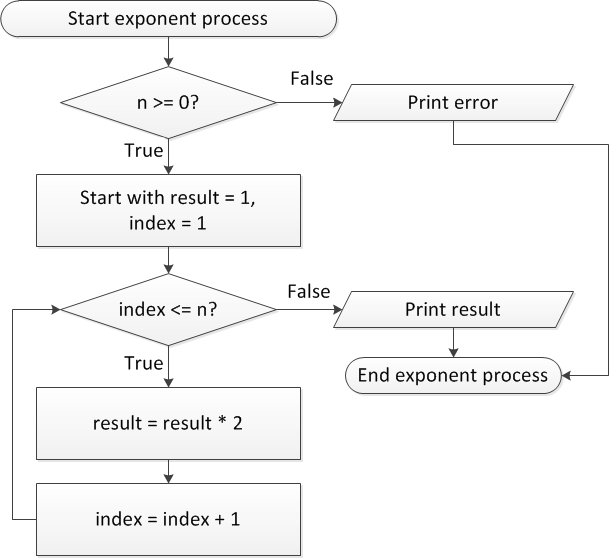 Start exponent process
n >= 0?
False
Print error
True
Start with result = 1,
index = 1
index <= n?
False
Print result
True
End exponent process
result = result * 2
index = index + 1